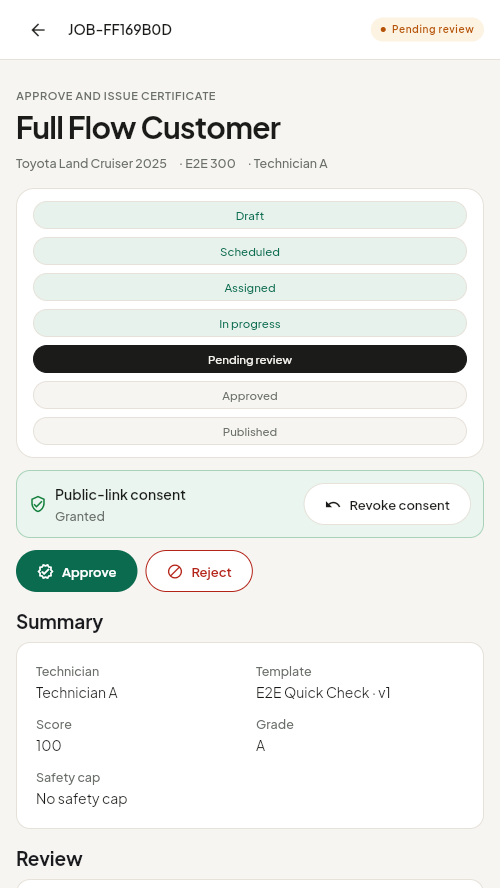 JOB-FF169B0D
Pending review
APPROVE AND ISSUE CERTIFICATE
Full Flow Customer
Toyota Land Cruiser 2025 · E2E 300 · Technician A
Draft
Scheduled
Assigned
In progress
Pending review
Approved
Published
Public-link consent
Granted
Revoke consent
Approve
Reject
Summary
Technician
Technician A
Template
E2E Quick Check · v1
Score
100
Grade
A
Safety cap
No safety cap
Review